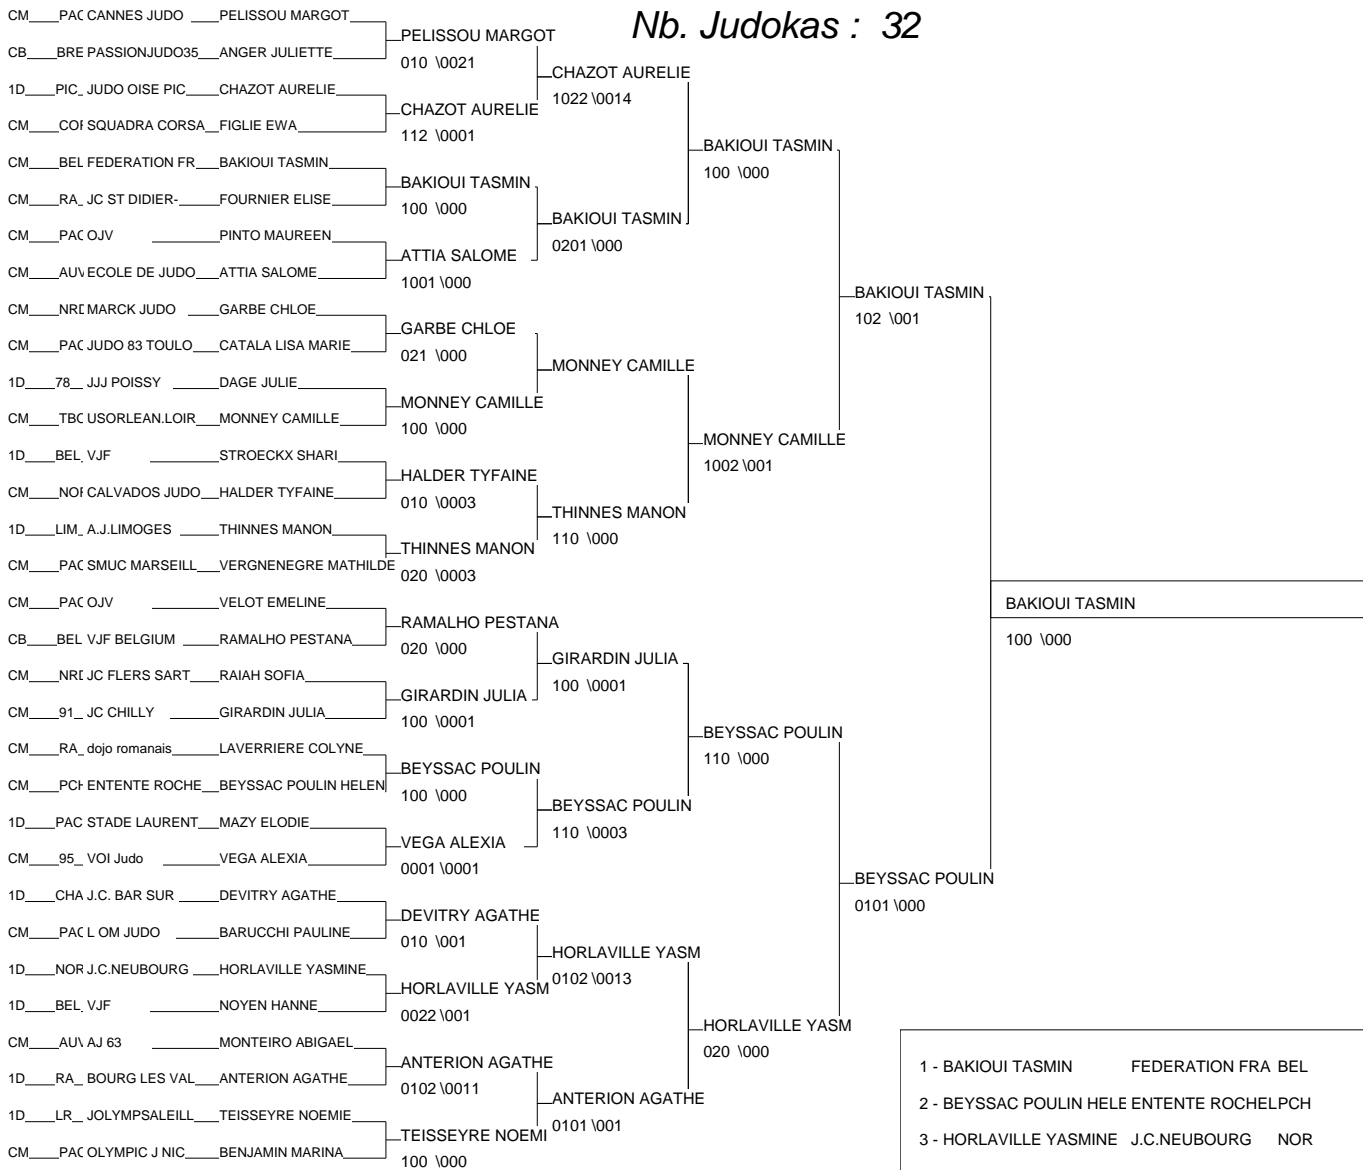 Nb. Judokas : 32
CM PAC CANNES JUDO PELISSOU MARGOT
CB BRE PASSIONJUDO35 ANGER JULIETTE
1D PIC_ JUDO OISE PIC CHAZOT AURELIE
CM SQUADRA CORSA FIGLIE EWA
CM BEL FEDERATION FR BAKIOUI TASMIN
CM RA_ JC ST DIDIER- FOURNIER ELISE
CM PAC OJV PINTO MAUREEN
CM AUV ECOLE DE JUDO ATTIA SALOME
CM NRD MARCK JUDO GARBE CHLOE
CM PAC JUDO 83 TOULO CATALA LISA MARIE
1D 78_ JJJ POISSY DAGE JULIE
CM TBO USORLEAN.LOIR MONNEY CAMILLE
1D BEL VJF STROECKX SHARI
CM NOR CALVADOS JUDO HALDER TYFAINE
1D LIM_ A.J.LIMOGES THINNES MANON
CM PAC SMUC MARSEILL VERGNENEGRE MATHILDE
CM PAC OJV VELOT EMELINE
CB BEL VJF BELGIUM RAMALHO PESTANA
CM NRD JC FLERS SART RAIAH SOFIA
CM 91_ JC CHILLY GIRARDIN JULIA
CM RA_ dojo romanais LAVERRIERE COLYNE
CM PCH ENTENTE ROCHE BEYSSAC POULIN HELEN
1D PAC STADE LAURENT MAZY ELODIE
CM 95_ VOI Judo VEGA ALEXIA
1D CHA J.C. BAR SUR DEVITRY AGATHE
CM PAC L OM JUDO BARUCCHI PAULINE
1D NOR J.C.NEUBOURG HORLAVILLE YASMINE
1D BEL VJF NOYEN HANNE
CM AUV AJ 63 MONTEIRO ABIGAEL
1D RA_ BOURG LES VAL ANTERION AGATHE
1D LR_ JOLYMPSALEILL TEISSEYRE NOEMIE
CM PAC OLYMPIC J NIC BENJAMIN MARINA
PELISSOU MARGOT
010 \0021
CHAZOT AURELIE
112 \0001
BAKIOUI TASMIN
100 \000
ATTIA SALOME
1001 \000
GARBE CHLOE
021 \000
MONNEY CAMILLE
100 \000
HALDER TYFAINE
010 \0003
THINNES MANON
020 \0003
RAMALHO PESTANA
020 \000
GIRARDIN JULIA
100 \0001
BEYSSAC POULIN
100 \000
VEGA ALEXIA
0001 \0001
DEVITRY AGATHE
010 \001
HORLAVILLE YASM
0022 \001
ANTERION AGATHE
0102 \0011
TEISSEYRE NOEMI
100 \000
CHAZOT AURELIE
1022 \0014
BAKIOUI TASMIN
0201 \000
MONNEY CAMILLE
THINNES MANON
110 \000
GIRARDIN JULIA
100 \0001
BEYSSAC POULIN
110 \0003
HORLAVILLE YASM
0102 \0013
ANTERION AGATHE
0101 \001
BAKIOUI TASMIN
100 \000
MONNEY CAMILLE
1002 \001
BEYSSAC POULIN
110 \000
HORLAVILLE YASM
020 \000
BAKIOUI TASMIN
102 \001
BEYSSAC POULIN
0101 \000
BAKIOUI TASMIN
100 \000
1 - BAKIOUI TASMIN FEDERATION FRA BEL
2 - BEYSSAC POULIN HELE ENTENTE ROCHEL PCH
3 - HORLAVILLE YASMINE J.C.NEUBOURG NOR